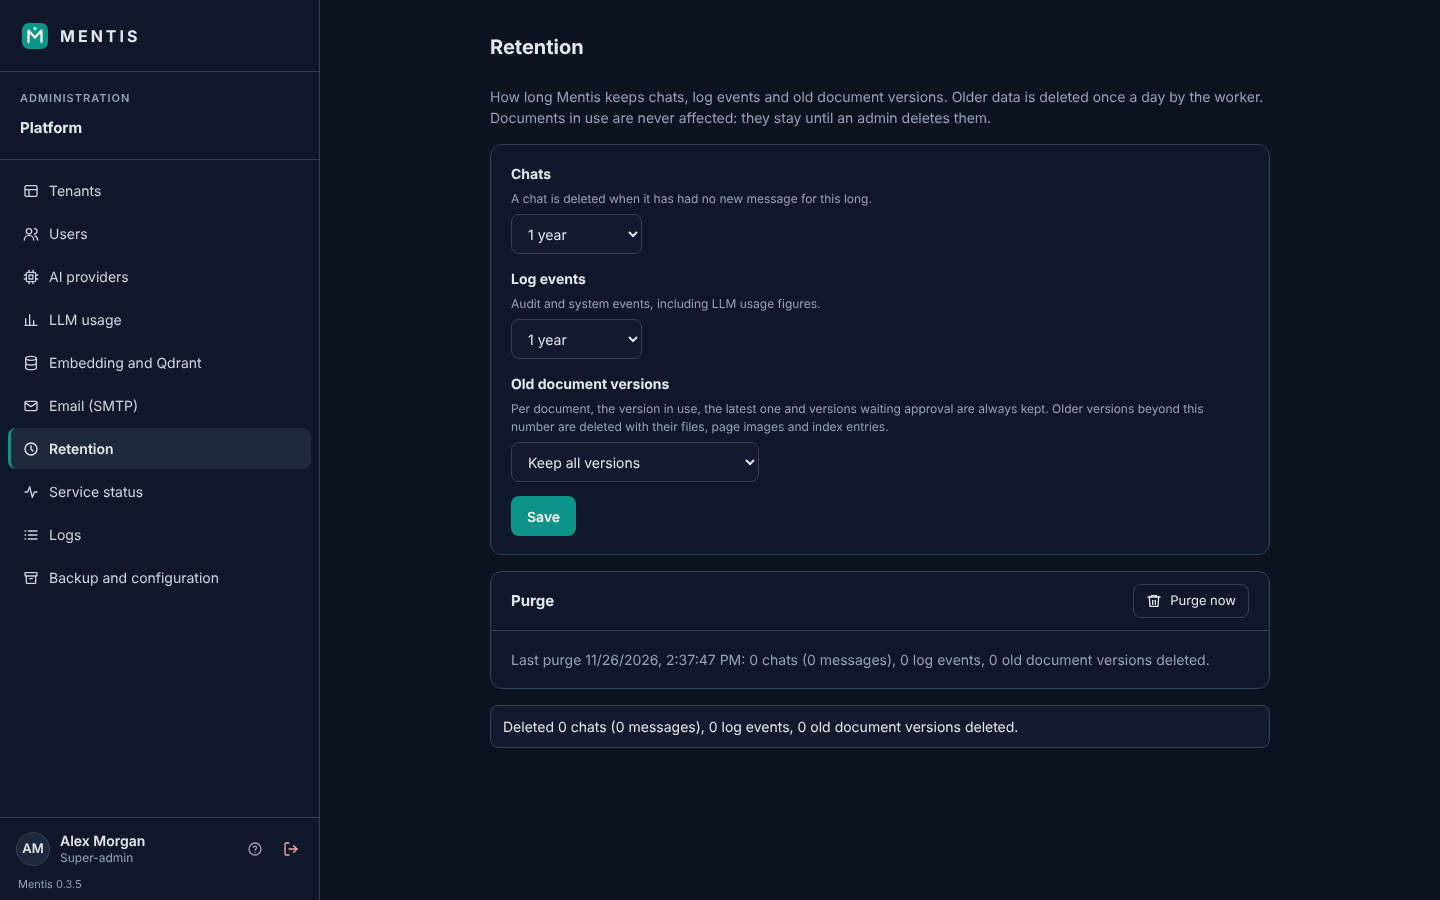 MENTIS
ADMINISTRATION
Platform
Tenants
Users
AI providers
LLM usage
Embedding and Qdrant
Email (SMTP)
Retention
Service status
Logs
Backup and configuration
AM
Alex Morgan
Super-admin
Mentis 0.3.5
Retention
How long Mentis keeps chats, log events and old document versions. Older data is deleted once a day by the worker.
Documents in use are never affected: they stay until an admin deletes them.
Chats
A chat is deleted when it has had no new message for this long.
1 year
Log events
Audit and system events, including LLM usage figures.
1 year
Old document versions
Per document, the version in use, the latest one and versions waiting approval are always kept. Older versions beyond this
number are deleted with their files, page images and index entries.
Keep all versions
Save
Purge
Purge now
Last purge 11/26/2026, 2:37:47 PM: 0 chats (0 messages), 0 log events, 0 old document versions deleted.
Deleted 0 chats (0 messages), 0 log events, 0 old document versions deleted.